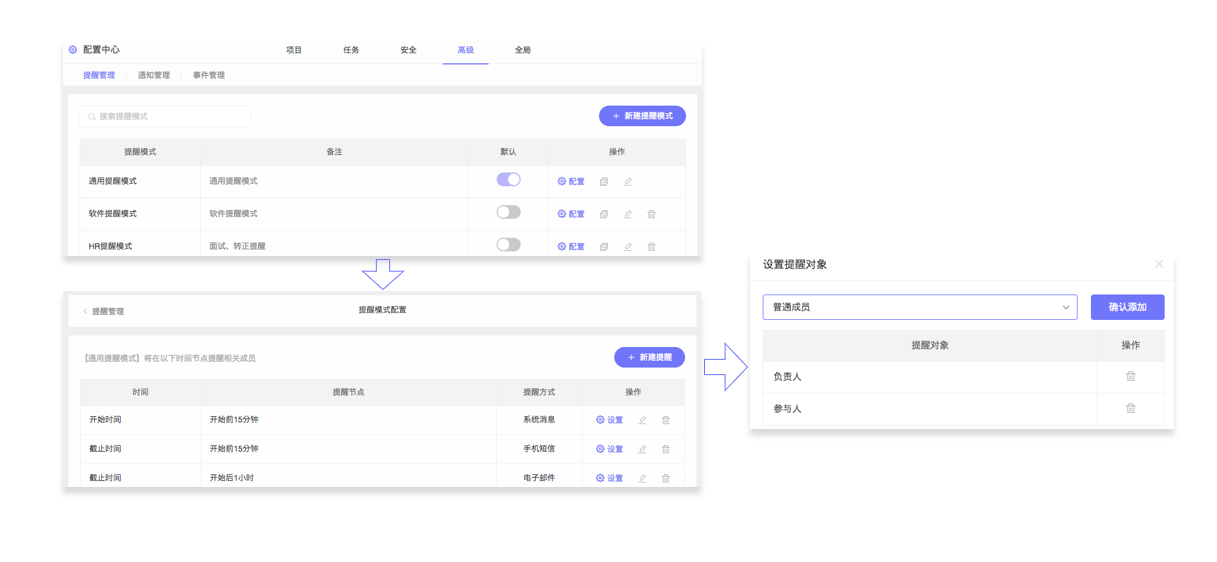 配置中心 项目 任务 安全 高级 全局
提醒管理 通知管理 事件管理
搜索提醒模式 + 新建提醒模式
提醒模式 备注 默认 操作
通用提醒模式 通用提醒模式 配置
软件提醒模式 软件提醒模式 配置
HR提醒模式 面试、转正提醒 配置
< 提醒管理 提醒模式配置
【通用提醒模式】将在以下时间节点提醒相关成员 + 新建提醒
时间 提醒节点 提醒方式 操作
开始时间 开始前15分钟 系统消息 设置
截止时间 开始前15分钟 手机短信 设置
截止时间 开始后1小时 电子邮件 设置
设置提醒对象
普通成员 确认添加
提醒对象 操作
负责人
参与人